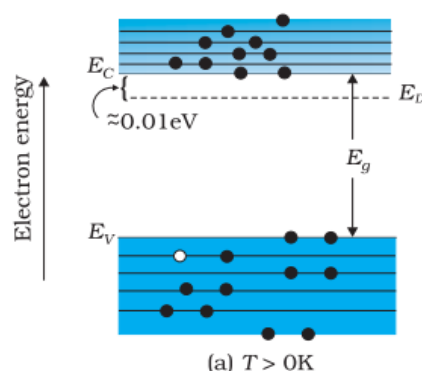 Electron energy
E_C
E_D
≈0.01eV
E_g
E_V
(a) T > 0K